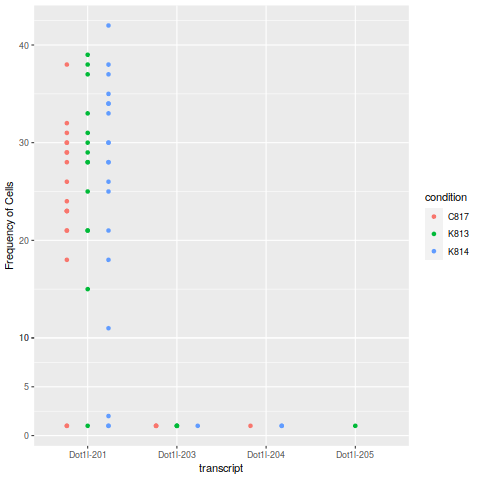 Frequency of Cells
40
30
20
10
5
0
Dot1l-201 Dot1l-203 Dot1l-204 Dot1l-205
transcript
condition
C817
K813
K814